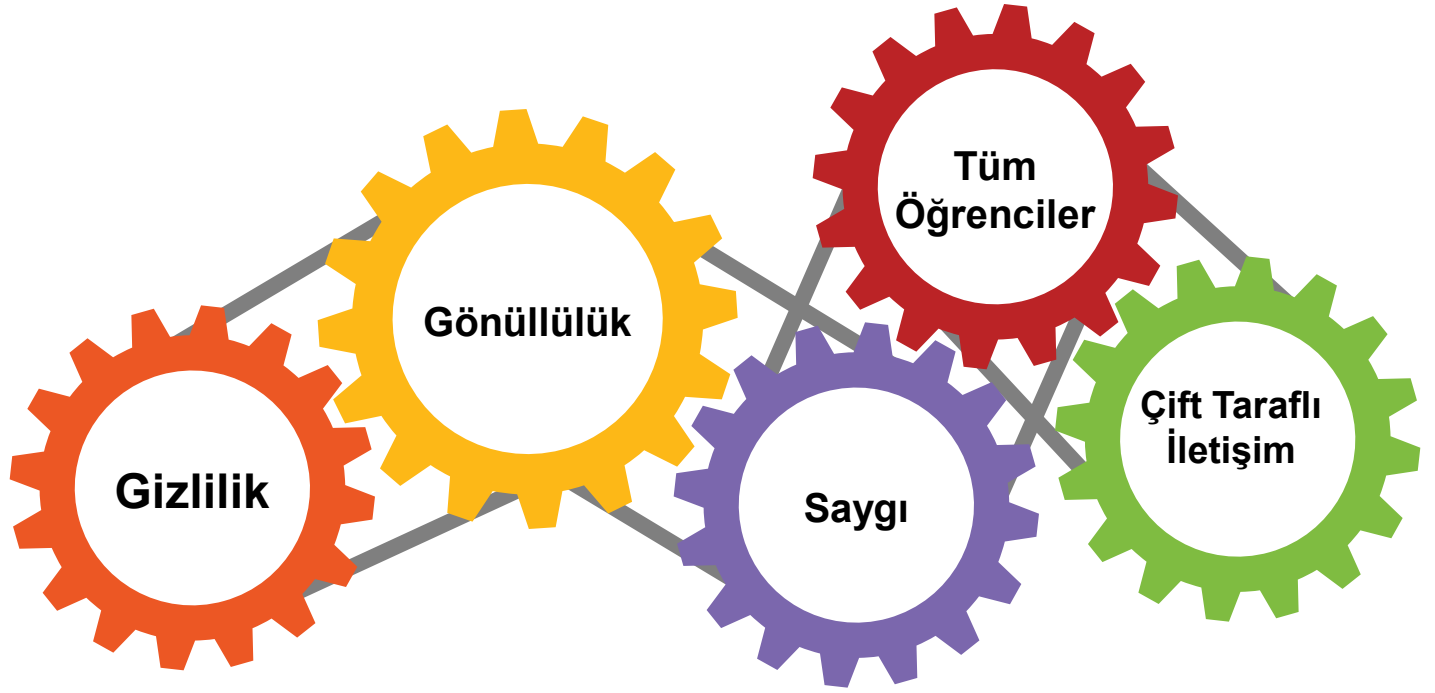 Gizlilik
Gönüllülük
Saygı
Tüm
Öğrenciler
Çift Taraflı
İletişim